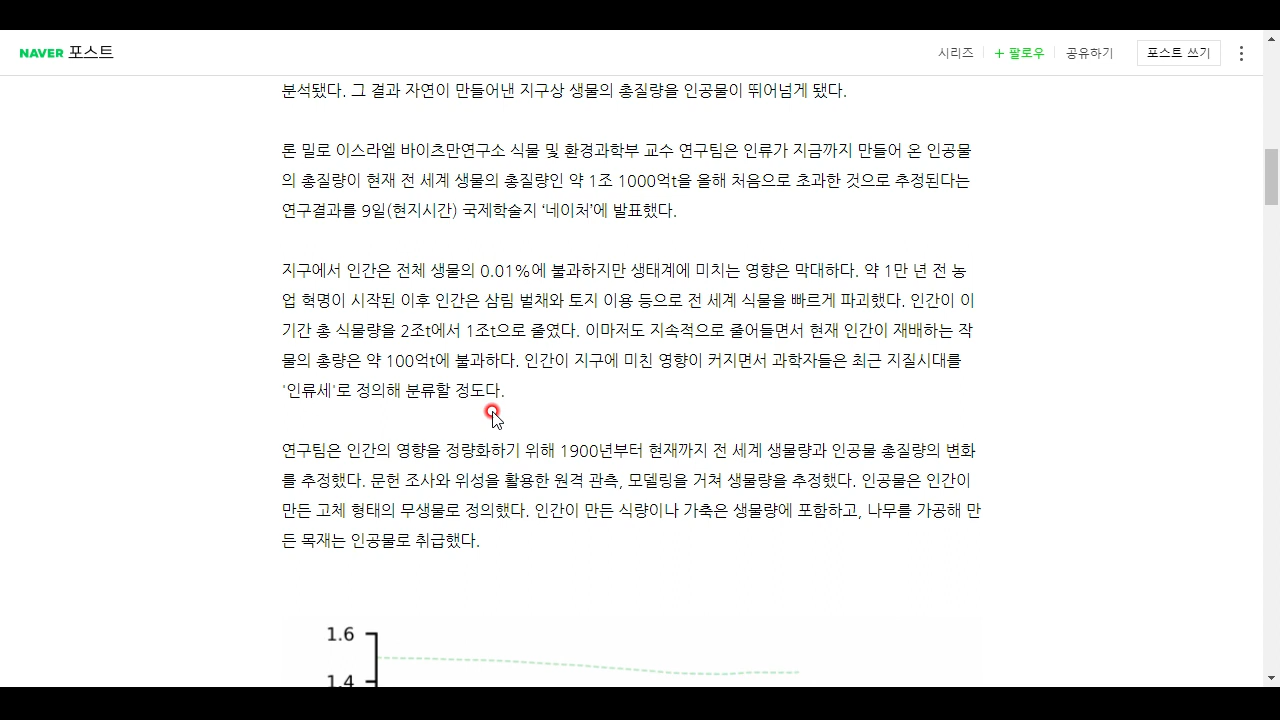 NAVER 포스트
시리즈 + 팔로우 공유하기 포스트 쓰기
분석됐다. 그 결과 자연이 만들어낸 지구상 생물의 총질량을 인공물이 뛰어넘게 됐다.
론 밀로 이스라엘 바이츠만연구소 식물 및 환경과학부 교수 연구팀은 인류가 지금까지 만들어 온 인공물
의 총질량이 현재 전 세계 생물의 총질량인 약 1조 1000억t을 올해 처음으로 초과한 것으로 추정된다는
연구결과를 9일(현지시간) 국제학술지 ‘네이처’에 발표했다.
지구에서 인간은 전체 생물의 0.01%에 불과하지만 생태계에 미치는 영향은 막대하다. 약 1만 년 전 농
업 혁명이 시작된 이후 인간은 삼림 벌채와 토지 이용 등으로 전 세계 식물을 빠르게 파괴했다. 인간이 이
기간 총 식물량을 2조t에서 1조t으로 줄였다. 이마저도 지속적으로 줄어들면서 현재 인간이 재배하는 작
물의 총량은 약 100억t에 불과하다. 인간이 지구에 미친 영향이 커지면서 과학자들은 최근 지질시대를
'인류세'로 정의해 분류할 정도다.
연구팀은 인간의 영향을 정량화하기 위해 1900년부터 현재까지 전 세계 생물량과 인공물 총질량의 변화
를 추정했다. 문헌 조사와 위성을 활용한 원격 관측, 모델링을 거쳐 생물량을 추정했다. 인공물은 인간이
만든 고체 형태의 무생물로 정의했다. 인간이 만든 식량이나 가축은 생물량에 포함하고, 나무를 가공해 만
든 목재는 인공물로 취급했다.
1.6
1.4